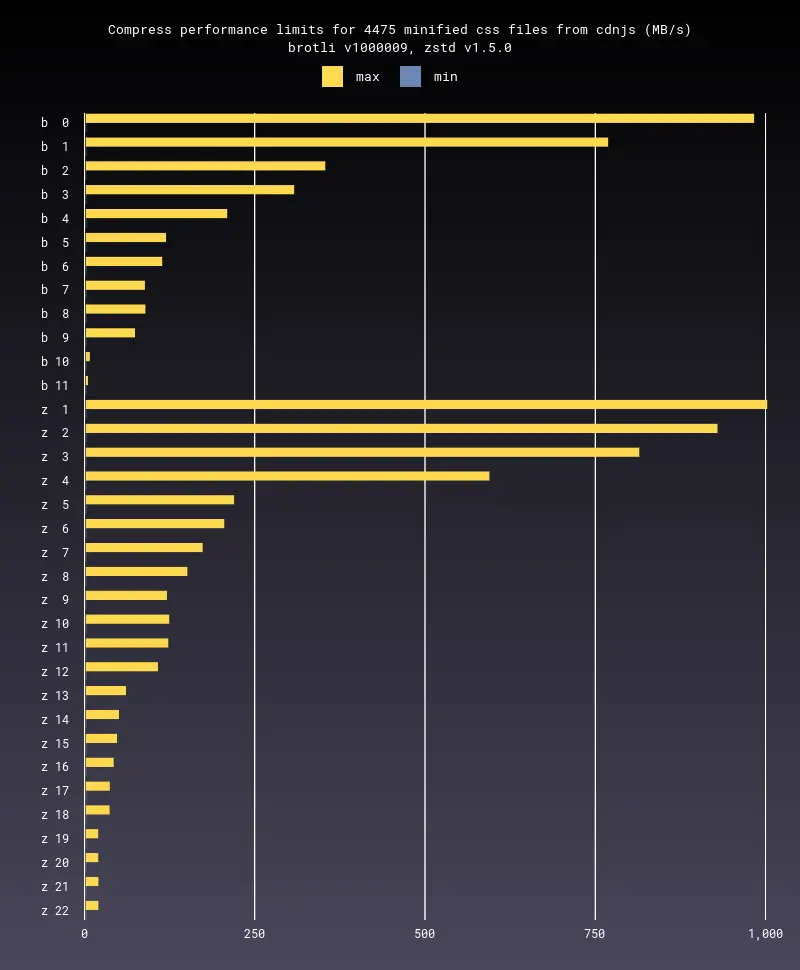 Compress performance limits for 4475 minified css files from cdnjs (MB/s)
brotli v1000009, zstd v1.5.0
max min
b 0
b 1
b 2
b 3
b 4
b 5
b 6
b 7
b 8
b 9
b 10
b 11
z 1
z 2
z 3
z 4
z 5
z 6
z 7
z 8
z 9
z 10
z 11
z 12
z 13
z 14
z 15
z 16
z 17
z 18
z 19
z 20
z 21
z 22
0 250 500 750 1,000